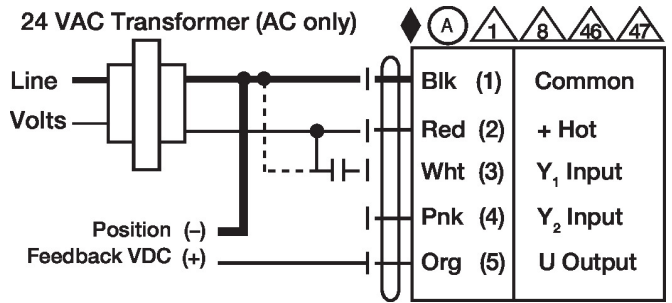 24 VAC Transformer (AC only)
A 1 8 46 47
Line
Volts
Blk (1) Common
Red (2) + Hot
Wht (3) Y1 Input
Pnk (4) Y2 Input
Org (5) U Output
Position (–)
Feedback VDC (+)